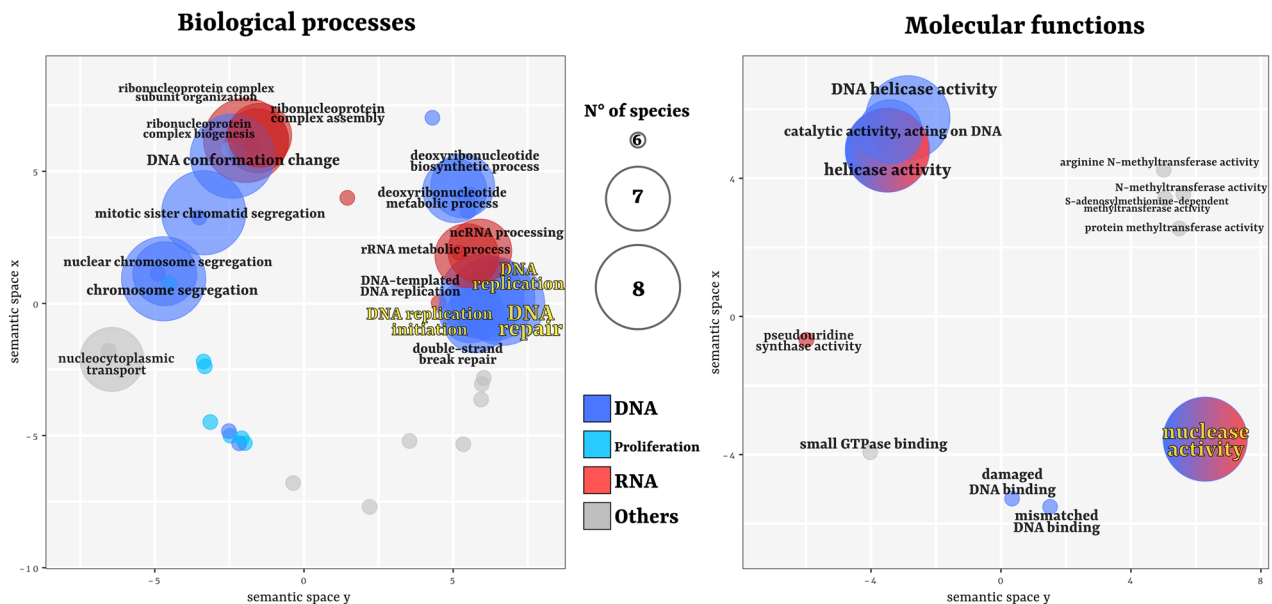 Biological processes
Molecular functions
ribonucleoprotein complex
subunit organization
ribonucleoprotein
complex assembly
ribonucleoprotein
complex biogenesis
DNA conformation change
deoxyribonucleotide
biosynthetic process
deoxyribonucleotide
metabolic process
mitotic sister chromatid segregation
ncRNA processing
rRNA metabolic process
nuclear chromosome segregation
chromosome segregation
DNA-templated
DNA replication
DNA
replication
DNA replication
initiation
DNA
repair
double-strand
break repair
nucleocytoplasmic
transport
5
0
-5
-10
-5
0
5
semantic space x
semantic space y
N° of species
6
7
8
DNA
Proliferation
RNA
Others
DNA helicase activity
catalytic activity, acting on DNA
helicase activity
arginine N-methyltransferase activity
N-methyltransferase activity
S-adenosylmethionine-dependent
methyltransferase activity
protein methyltransferase activity
pseudouridine
synthase activity
small GTPase binding
nuclease
activity
damaged
DNA binding
mismatched
DNA binding
4
0
-4
-4
0
4
8
semantic space x
semantic space y